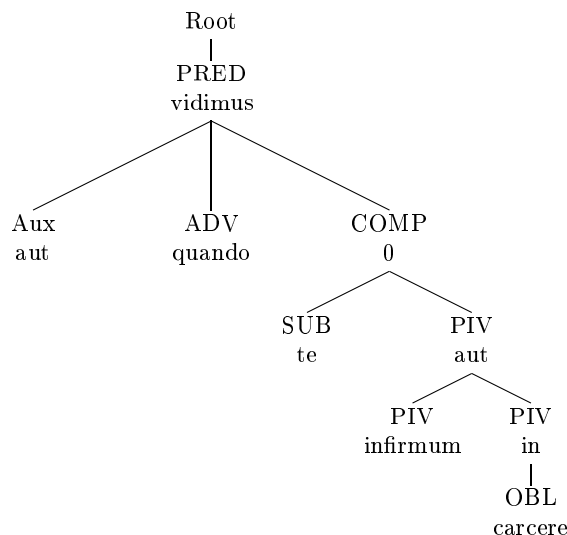 Root
PRED
vidimus
Aux ADV COMP
aut quando 0
SUB PIV
te aut
PIV PIV
infirmum in
OBL
carcere